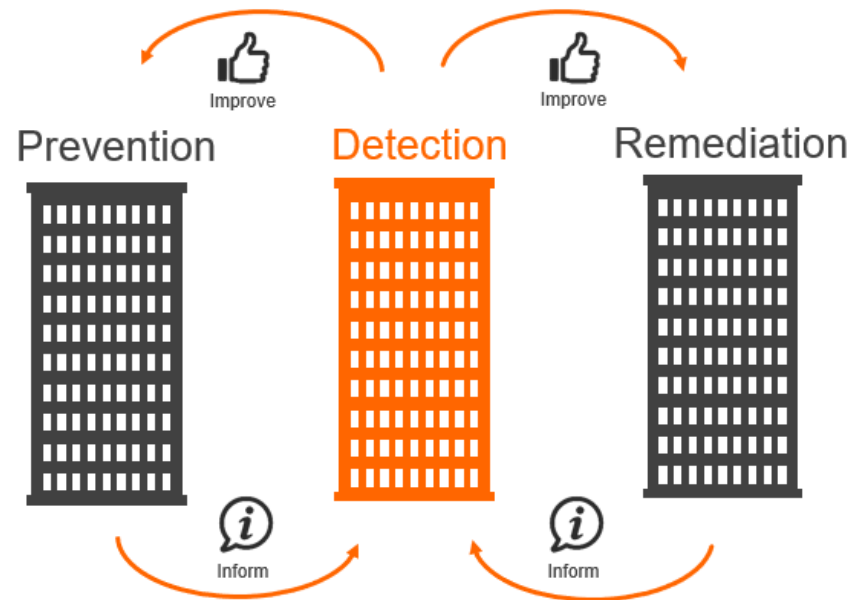 Improve
Improve
Prevention
Detection
Remediation
i
Inform
i
Inform